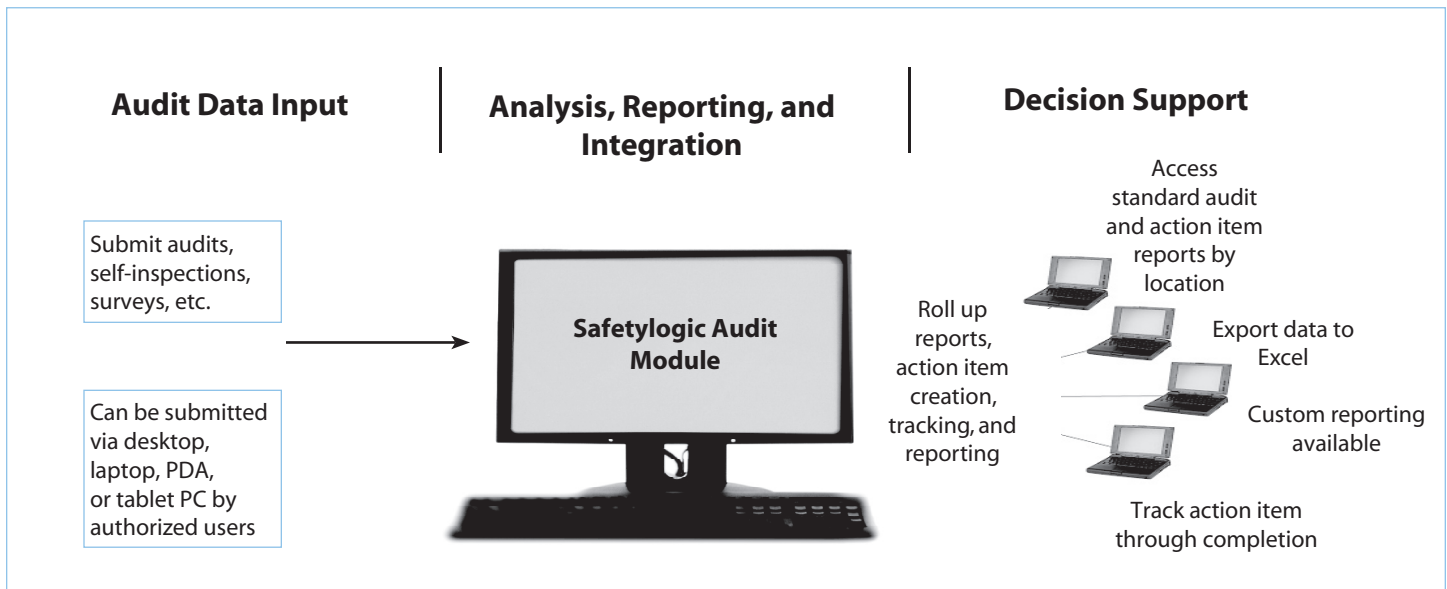 Audit Data Input
Analysis, Reporting, and
Integration
Decision Support
Submit audits,
self-inspections,
surveys, etc.
Can be submitted
via desktop,
laptop, PDA,
or tablet PC by
authorized users
Safetylogic Audit
Module
Roll up
reports,
action item
creation,
tracking, and
reporting
Access
standard audit
and action item
reports by
location
Export data to
Excel
Custom reporting
available
Track action item
through completion